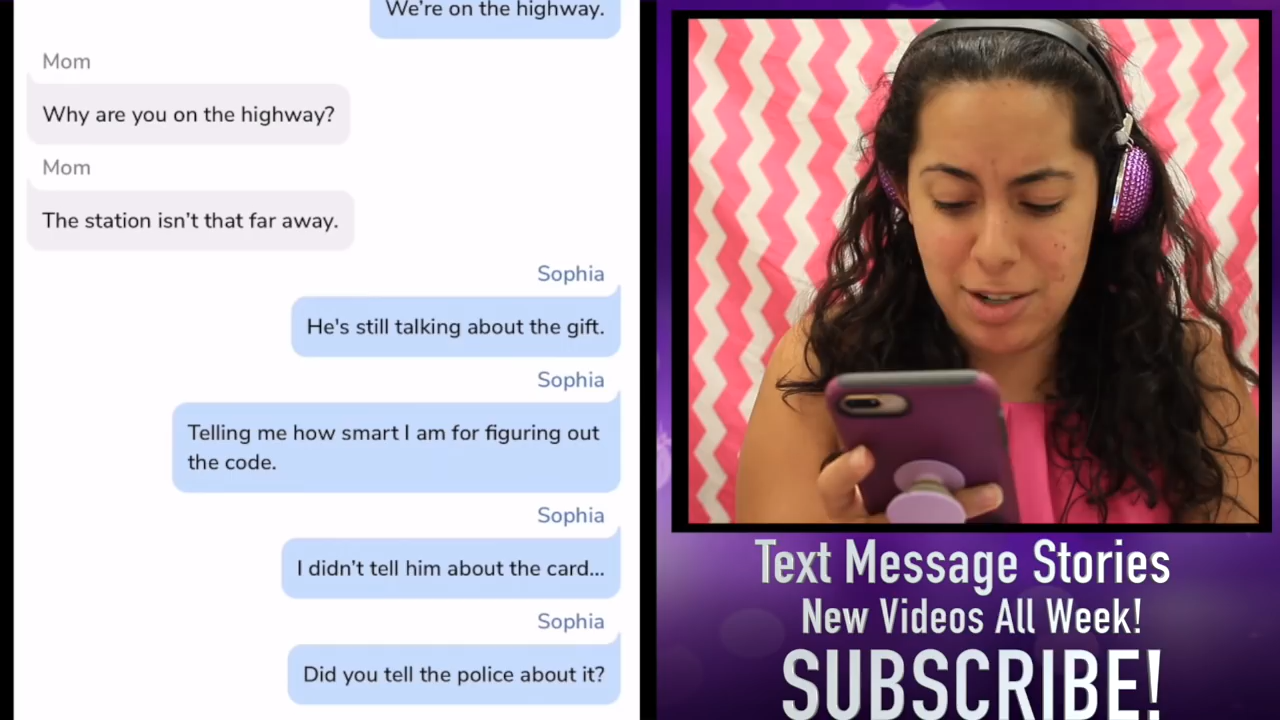 We're on the highway.
Mom
Why are you on the highway?
Mom
The station isn't that far away.
Sophia
He's still talking about the gift.
Sophia
Telling me how smart I am for figuring out
the code.
Sophia
I didn't tell him about the card...
Sophia
Did you tell the police about it?
Text Message Stories
New Videos All Week!
SUBSCRIBE!